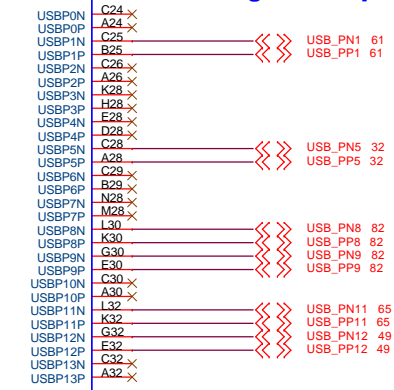 USBP0N C24
USBP0P A24
USBP1N C25 USB_PN1 61
USBP1P B25 USB_PP1 61
USBP2N C26
USBP2P A26
USBP3N K28
USBP3P H28
USBP4N E28
USBP4P D28
USBP5N C28 USB_PN5 32
USBP5P A28 USB_PP5 32
USBP6N C29
USBP6P B29
USBP7N N28
USBP7P M28
USBP8N L30 USB_PN8 82
USBP8P K30 USB_PP8 82
USBP9N G30 USB_PN9 82
USBP9P E30 USB_PP9 82
USBP10N C30
USBP10P A30
USBP11N L32 USB_PN11 65
USBP11P K32 USB_PP11 65
USBP12N G32 USB_PN12 49
USBP12P E32 USB_PP12 49
USBP13N C32
USBP13P A32